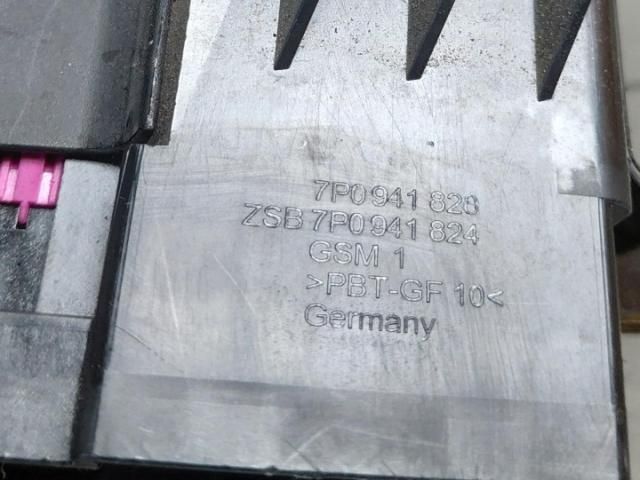 7P0 941 828
ZSB 7P0 941 824
GSM 1
>PBT-GF 10<
Germany